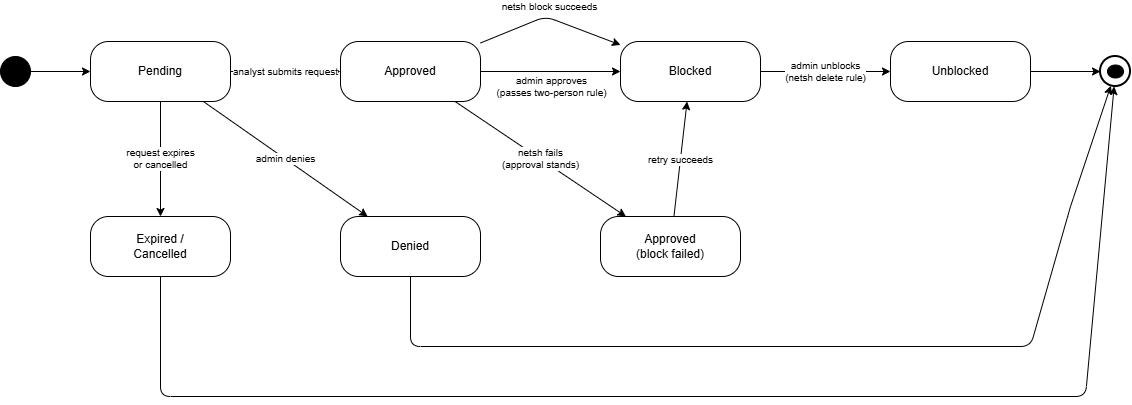 netsh block succeeds
Pending
analyst submits request
Approved
admin approves
(passes two-person rule)
Blocked
admin unblocks
(netsh delete rule)
Unblocked
request expires
or cancelled
admin denies
netsh fails
(approval stands)
retry succeeds
Expired /
Cancelled
Denied
Approved
(block failed)